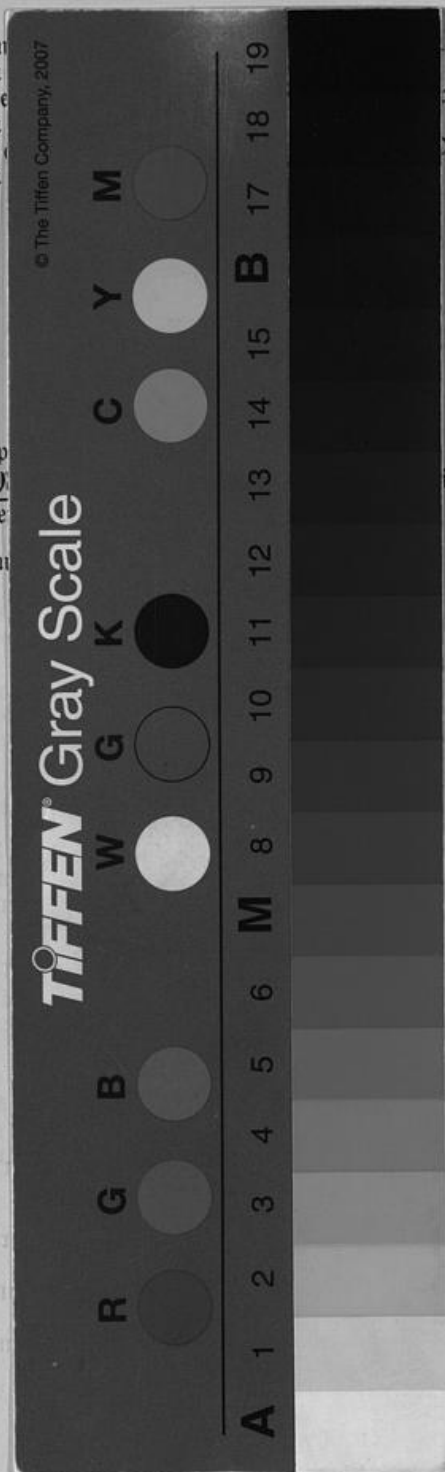 TIFFEN® Gray Scale
© The Tiffen Company, 2007
R G B W G K C Y M
A 1 2 3 4 5 6 M 8 9 10 11 12 13 14 15 B 17 18 19